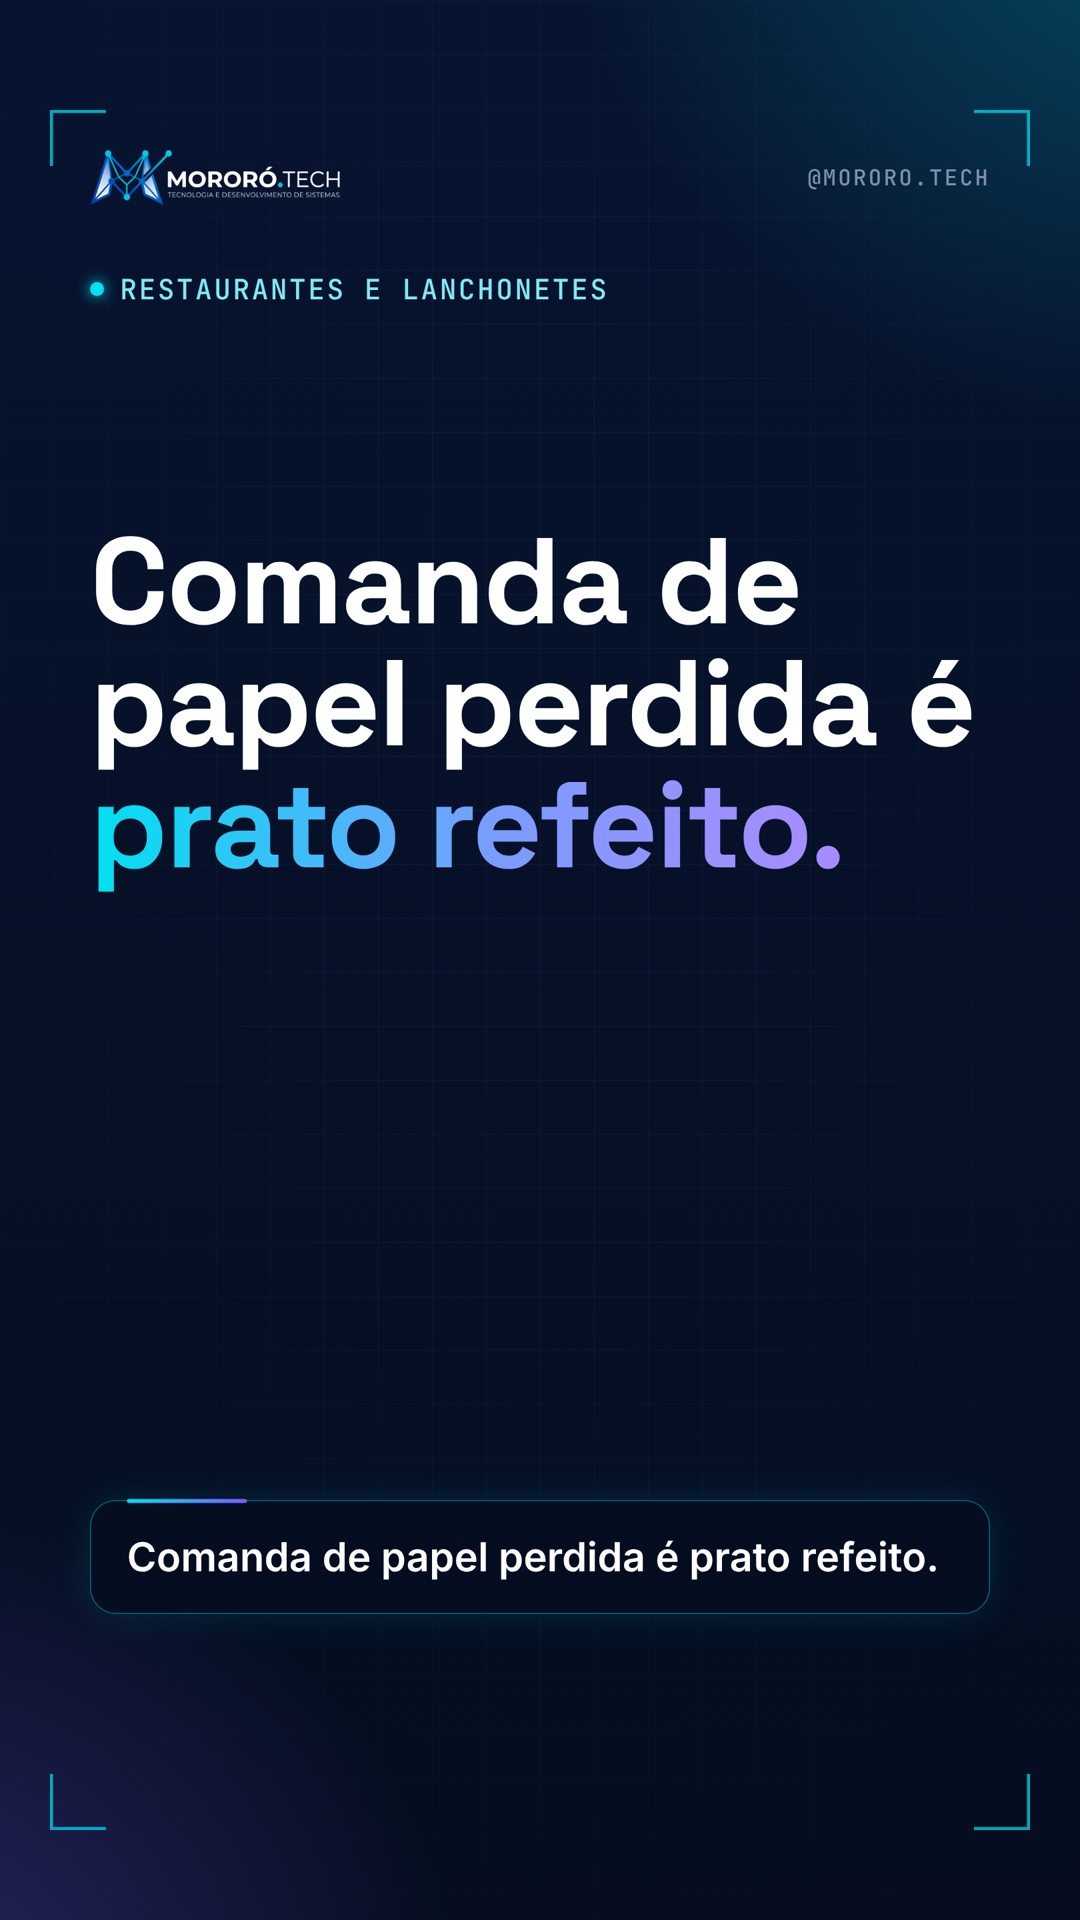 MORORÓ.TECH
TECNOLOGIA E DESENVOLVIMENTO DE SISTEMAS
@MORORO.TECH
RESTAURANTES E LANCHONETES
Comanda de
papel perdida é
prato refeito.
Comanda de papel perdida é prato refeito.